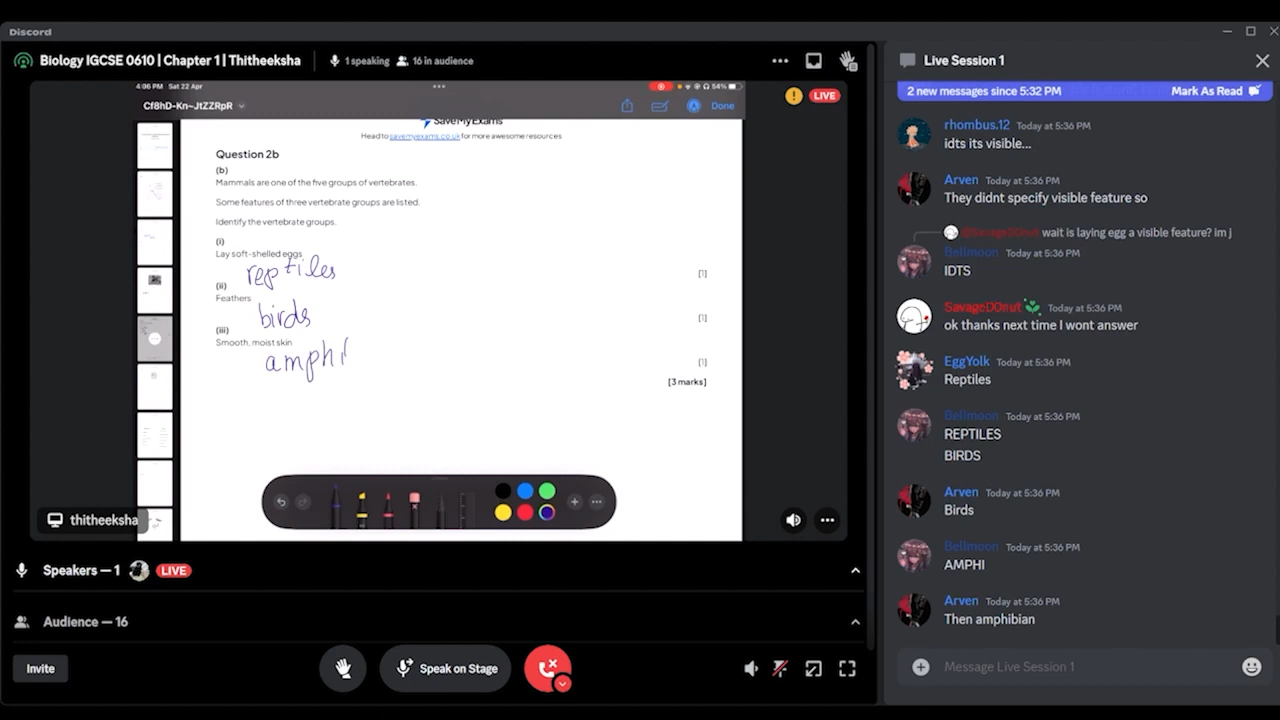 Discord
Biology IGCSE 0610 | Chapter 1 | Thitheeksha
1 speaking
16 in audience
4:06 PM Sat 22 Apr
54%
Cf8hD-Kn~JtZZRpR
Done
LIVE
SaveMyExams
Head to savemyexams.co.uk for more awesome resources
Question 2b
(b)
Mammals are one of the five groups of vertebrates.
Some features of three vertebrate groups are listed.
Identify the vertebrate groups.
(i)
Lay soft-shelled eggs
reptiles
[1]
(ii)
Feathers
birds
[1]
(iii)
Smooth, moist skin
amphi
[1]
[3 marks]
thitheeksha
Speakers — 1
LIVE
Audience — 16
Invite
Speak on Stage
Live Session 1
2 new messages since 5:32 PM
Mark As Read
rhombus.12 Today at 5:36 PM
idts its visible...
Arven Today at 5:36 PM
They didnt specify visible feature so
@SavageD0nut wait is laying egg a visible feature? im j
Bellmoon Today at 5:36 PM
IDTS
SavageD0nut Today at 5:36 PM
ok thanks next time I wont answer
EggYolk Today at 5:36 PM
Reptiles
Bellmoon Today at 5:36 PM
REPTILES
BIRDS
Arven Today at 5:36 PM
Birds
Bellmoon Today at 5:36 PM
AMPHI
Arven Today at 5:36 PM
Then amphibian
Message Live Session 1